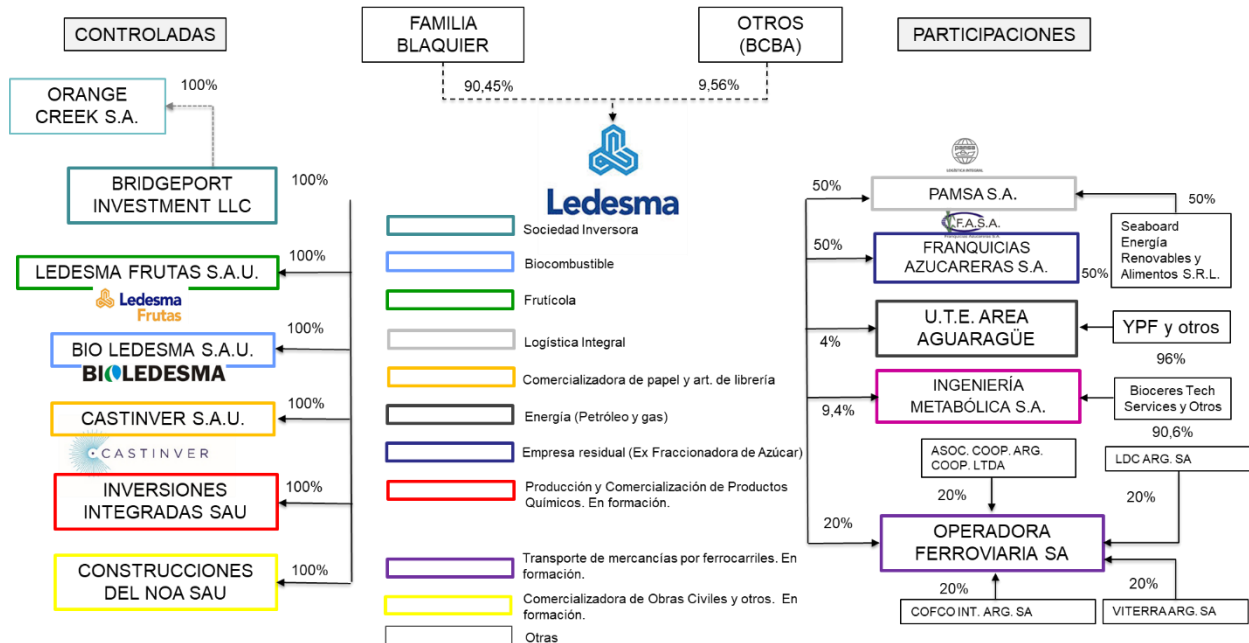 CONTROLADAS
FAMILIA
BLAQUIER
OTROS
(BCBA)
PARTICIPACIONES
90,45%
9,56%
Ledesma
ORANGE
CREEK S.A.
100%
BRIDGEPORT
INVESTMENT LLC
100%
LEDESMA FRUTAS S.A.U.
100%
Ledesma
Frutas
BIO LEDESMA S.A.U.
100%
BIOLEDESMA
CASTINVER S.A.U.
100%
CASTINVER
INVERSIONES
INTEGRADAS SAU
100%
CONSTRUCCIONES
DEL NOA SAU
100%
Sociedad Inversora
Biocombustible
Frutícola
Logística Integral
Comercializadora de papel y art. de librería
Energía (Petróleo y gas)
Empresa residual (Ex Fraccionadora de Azúcar)
Producción y Comercialización de Productos
Químicos. En formación.
Transporte de mercancías por ferrocarriles. En
formación.
Comercializadora de Obras Civiles y otros. En
formación.
Otras
pamsa
LOGÍSTICA INTEGRAL
50%
PAMSA S.A.
50%
F.A.S.A.
Franquicias Azucareras S.A.
50%
FRANQUICIAS
AZUCARERAS S.A.
50%
Seaboard
Energía
Renovables y
Alimentos S.R.L.
4%
U.T.E. AREA
AGUARAGÜE
YPF y otros
96%
9,4%
INGENIERÍA
METABÓLICA S.A.
Bioceres Tech
Services y Otros
90,6%
ASOC. COOP. ARG.
COOP. LTDA
LDC ARG. SA
20%
20%
20%
OPERADORA
FERROVIARIA SA
20%
20%
COFCO INT. ARG. SA
VITERRA ARG. SA